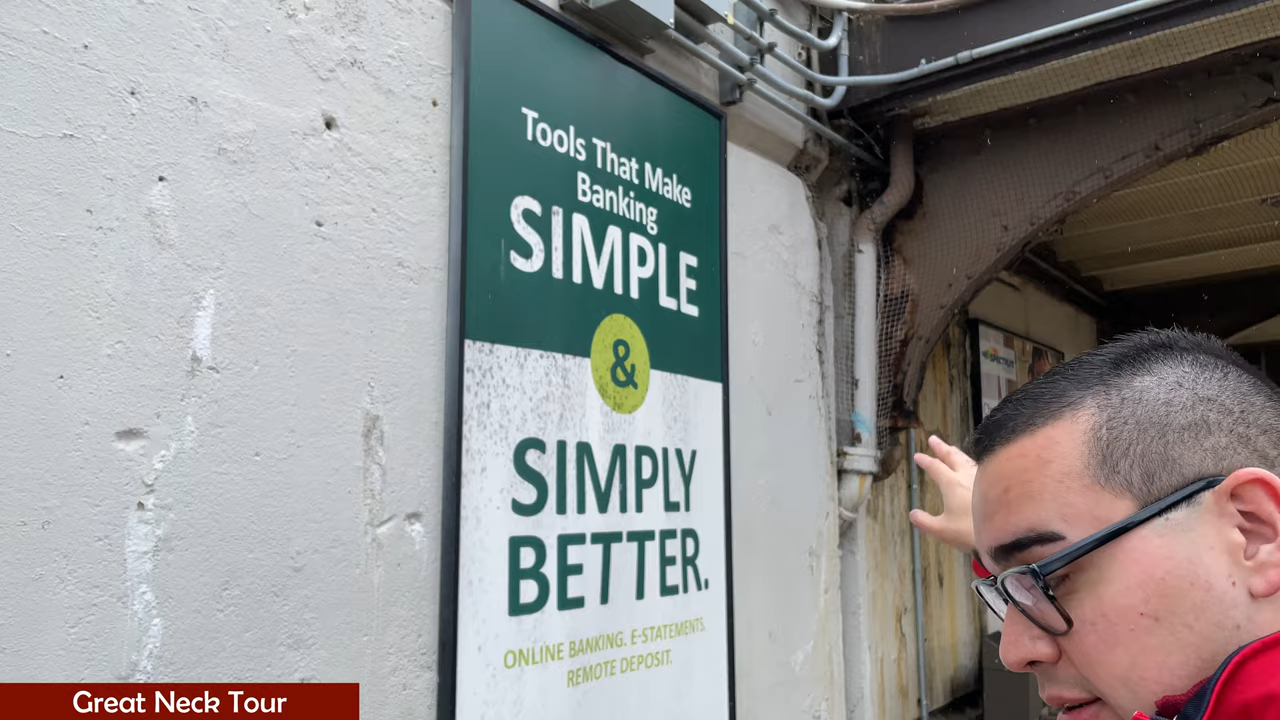 Tools That Make
Banking
SIMPLE
&
SIMPLY
BETTER.
ONLINE BANKING. E-STATEMENTS.
REMOTE DEPOSIT.
Great Neck Tour